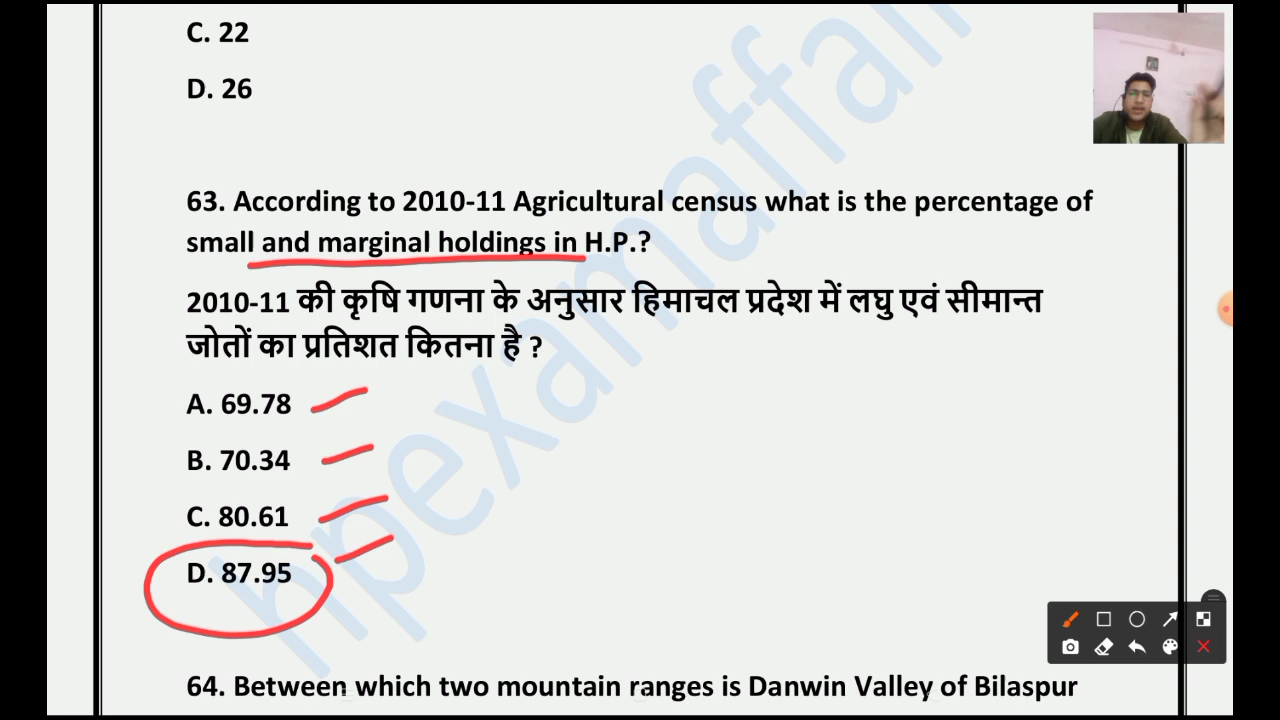 C. 22
D. 26
63. According to 2010-11 Agricultural census what is the percentage of
small and marginal holdings in H.P.?
2010-11 की कृषि गणना के अनुसार हिमाचल प्रदेश में लघु एवं सीमान्त
जोतों का प्रतिशत कितना है ?
A. 69.78
B. 70.34
C. 80.61
D. 87.95
64. Between which two mountain ranges is Danwin Valley of Bilaspur
hpexamaffair